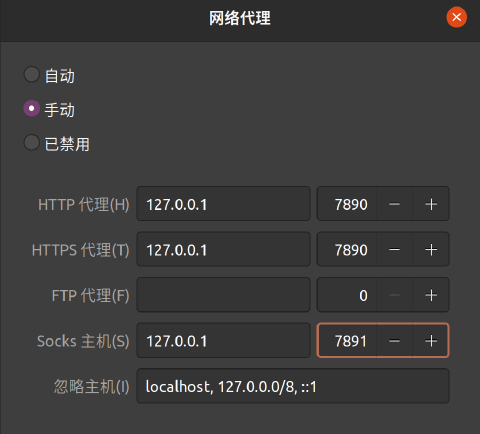 网络代理
自动
手动
已禁用
HTTP 代理(H) 127.0.0.1 7890 − +
HTTPS 代理(T) 127.0.0.1 7890 − +
FTP 代理(F) 0 − +
Socks 主机(S) 127.0.0.1 7891 − +
忽略主机(I) localhost, 127.0.0.0/8, ::1